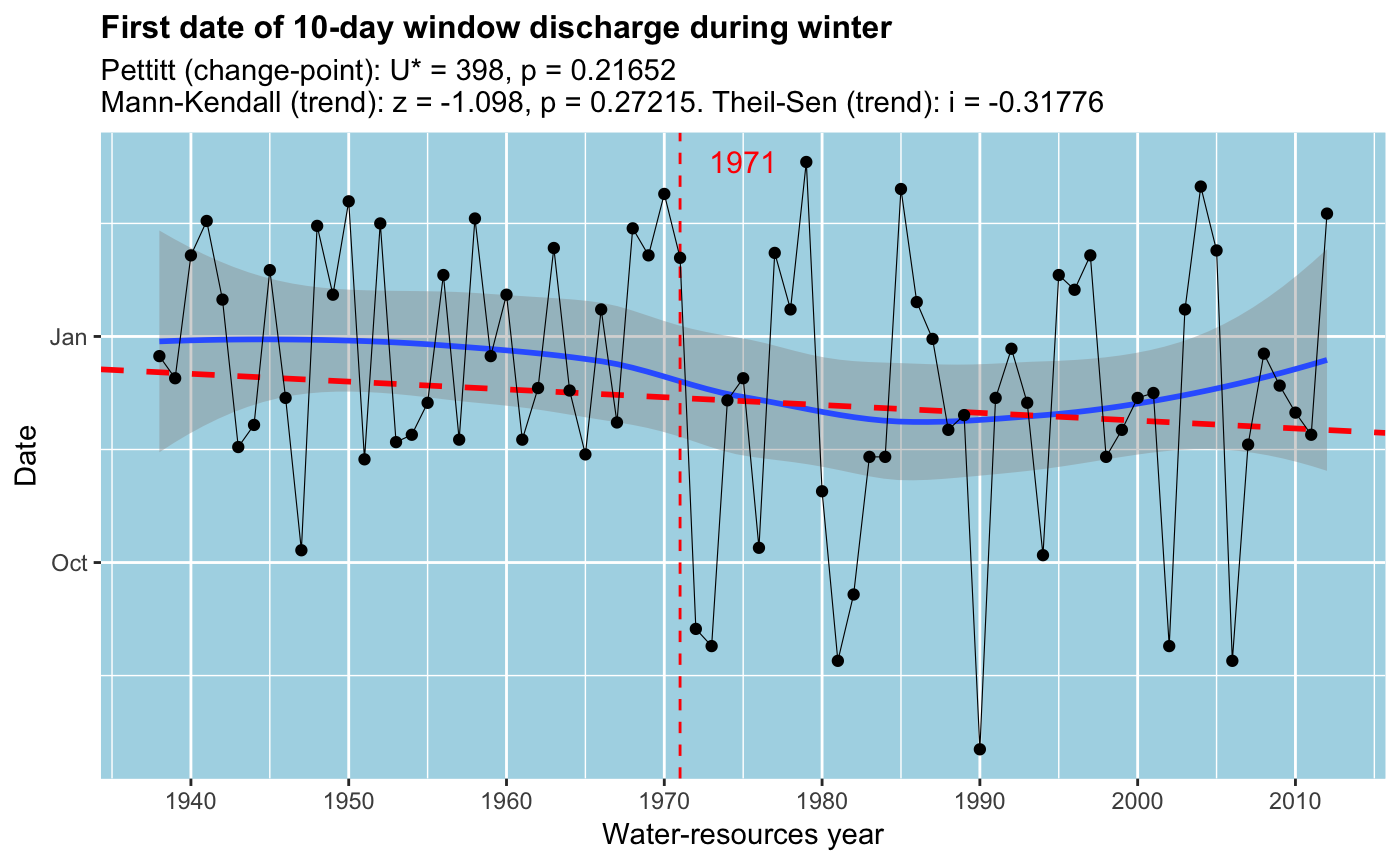 First date of 10-day window discharge during winter
Pettitt (change-point): U* = 398, p = 0.21652
Mann-Kendall (trend): z = -1.098, p = 0.27215. Theil-Sen (trend): i = -0.31776
1971
Jan
Date
Oct
1940 1950 1960 1970 1980 1990 2000 2010
Water-resources year